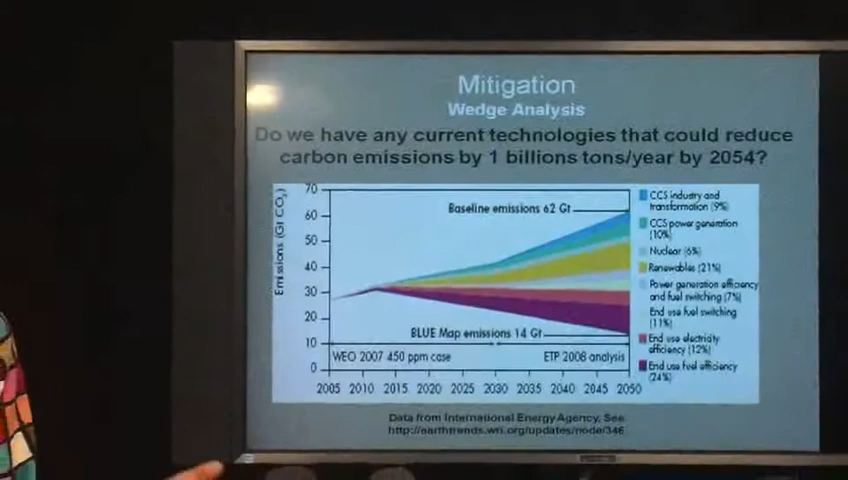 Mitigation
Wedge Analysis
Do we have any current technologies that could reduce
carbon emissions by 1 billions tons/year by 2054?
Emissions (Gt CO₂)
70
60
50
40
30
20
10
0
Baseline emissions 62 Gt
BLUE Map emissions 14 Gt
WEO 2007 450 ppm case
ETP 2008 analysis
2005 2010 2015 2020 2025 2030 2035 2040 2045 2050
CCS industry and
transformation (9%)
CCS power generation
(10%)
Nuclear (6%)
Renewables (21%)
Power generation efficiency
and fuel switching (7%)
End use fuel switching
(11%)
End use electricity
efficiency (12%)
End use fuel efficiency
(24%)
Data from International Energy Agency. See
http://earthtrends.wri.org/updates/node/346